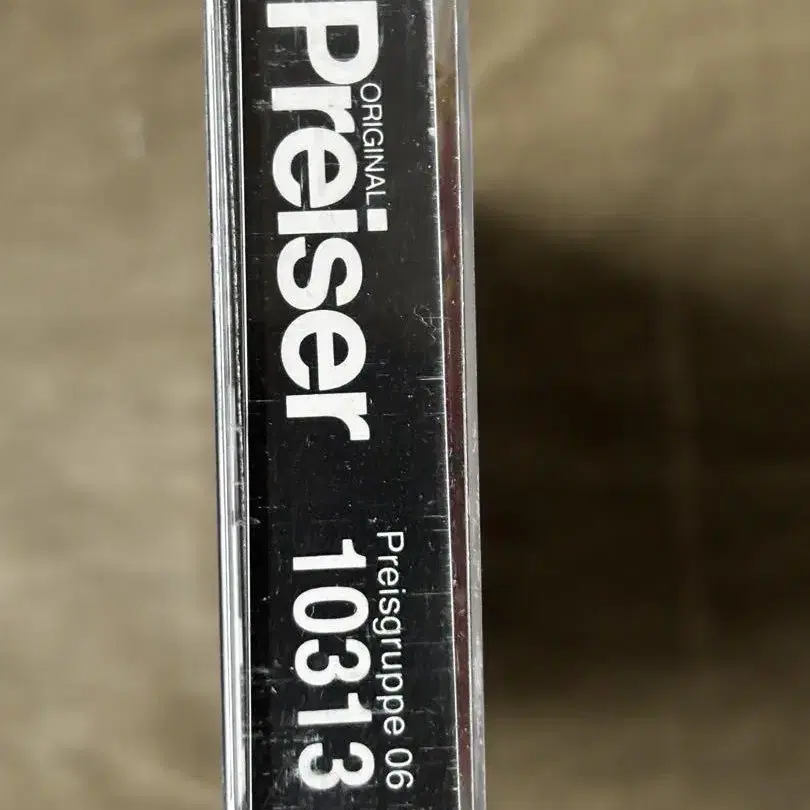 ORIGINAL
Preiser
Preisgruppe 06
10313